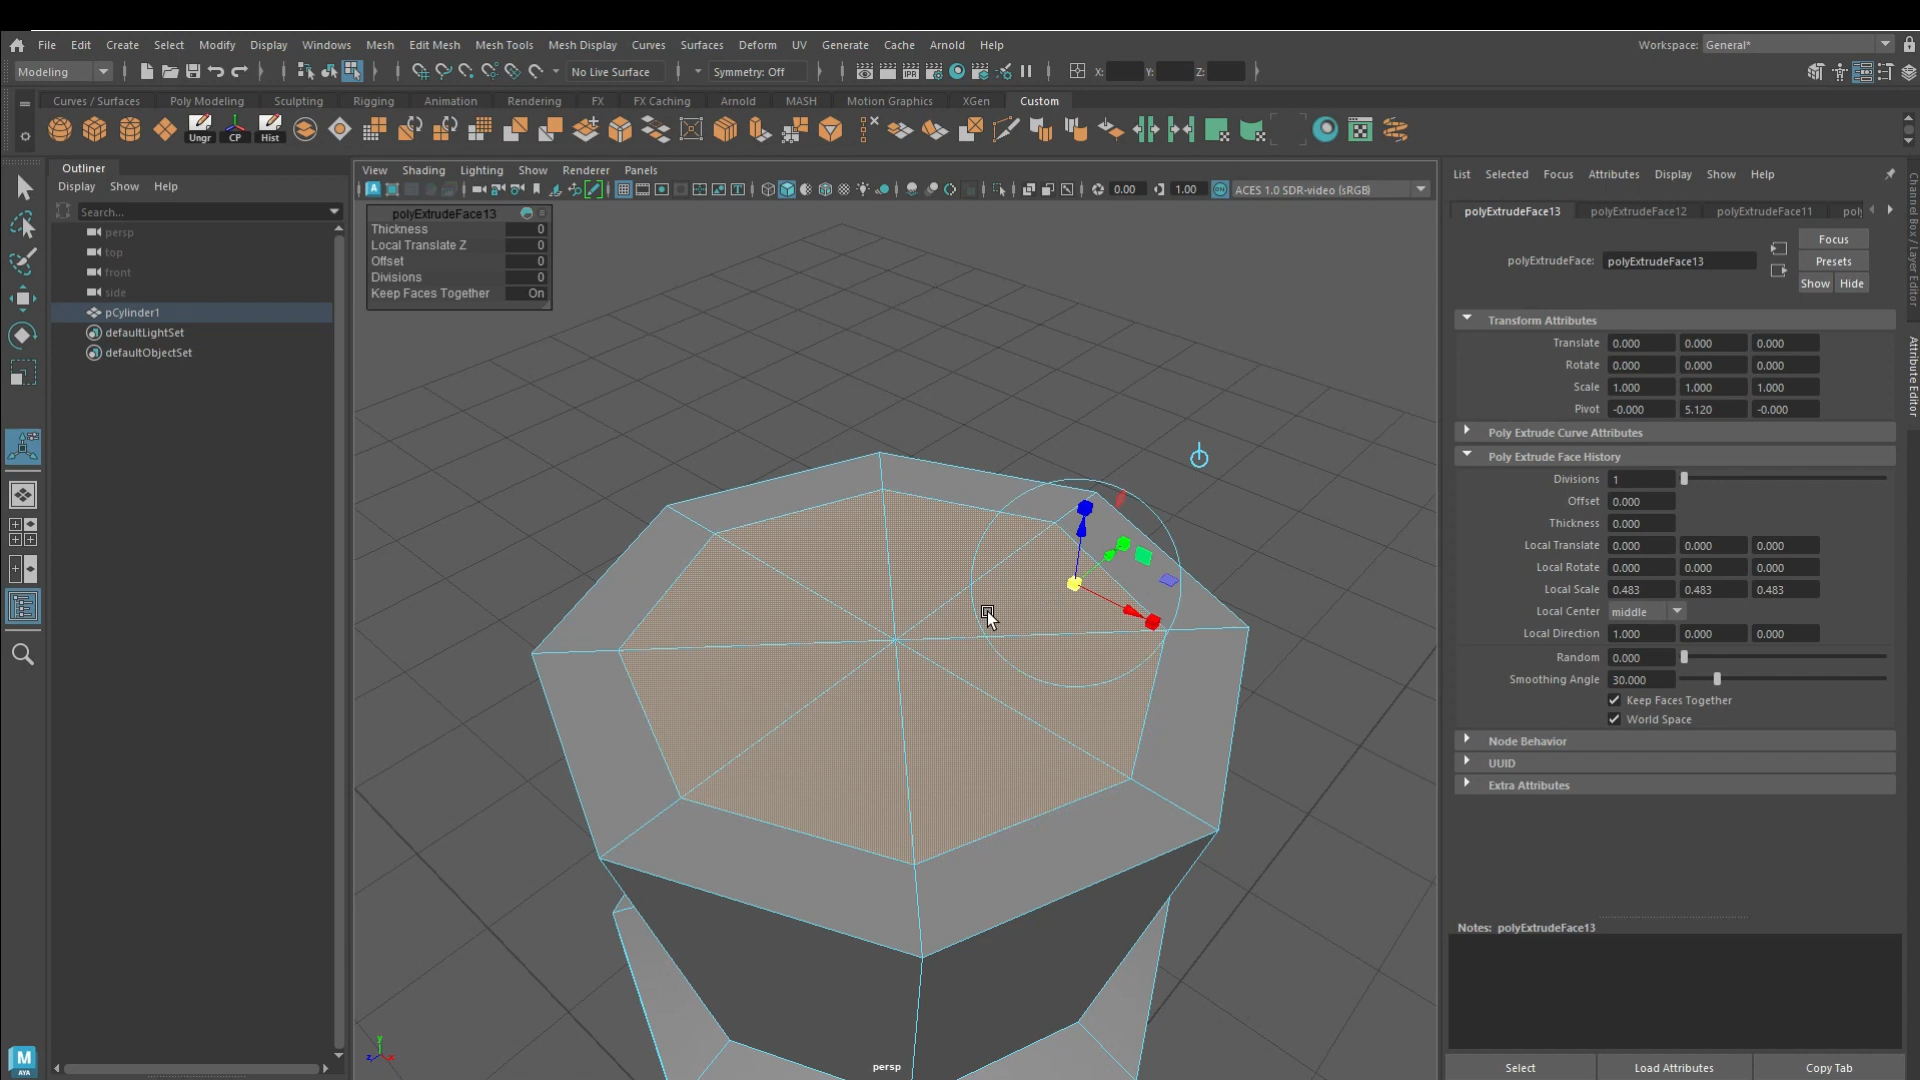 File Edit Create Select Modify Display Windows Mesh Edit Mesh Mesh Tools Mesh Display Curves Surfaces Deform UV Generate Cache Arnold Help Workspace: General*
Modeling No Live Surface Symmetry: Off X: Y: Z:
Curves / Surfaces Poly Modeling Sculpting Rigging Animation Rendering FX FX Caching Arnold MASH Motion Graphics XGen Custom
Ungr CP Hist
Outliner
Display Show Help
Search...
persp
top
front
side
pCylinder1
defaultLightSet
defaultObjectSet
View Shading Lighting Show Renderer Panels
0.00 1.00 ACES 1.0 SDR-video (sRGB)
polyExtrudeFace13
Thickness 0
Local Translate Z 0
Offset 0
Divisions 0
Keep Faces Together On
y
z x
persp
List Selected Focus Attributes Display Show Help
polyExtrudeFace13 polyExtrudeFace12 polyExtrudeFace11 poly
polyExtrudeFace: polyExtrudeFace13
Focus
Presets
Show Hide
Transform Attributes
Translate 0.000 0.000 0.000
Rotate 0.000 0.000 0.000
Scale 1.000 1.000 1.000
Pivot -0.000 5.120 -0.000
Poly Extrude Curve Attributes
Poly Extrude Face History
Divisions 1
Offset 0.000
Thickness 0.000
Local Translate 0.000 0.000 0.000
Local Rotate 0.000 0.000 0.000
Local Scale 0.483 0.483 0.483
Local Center middle
Local Direction 1.000 0.000 0.000
Random 0.000
Smoothing Angle 30.000
Keep Faces Together
World Space
Node Behavior
UUID
Extra Attributes
Notes: polyExtrudeFace13
Select Load Attributes Copy Tab
Channel Box / Layer Editor
Attribute Editor
M
AYA